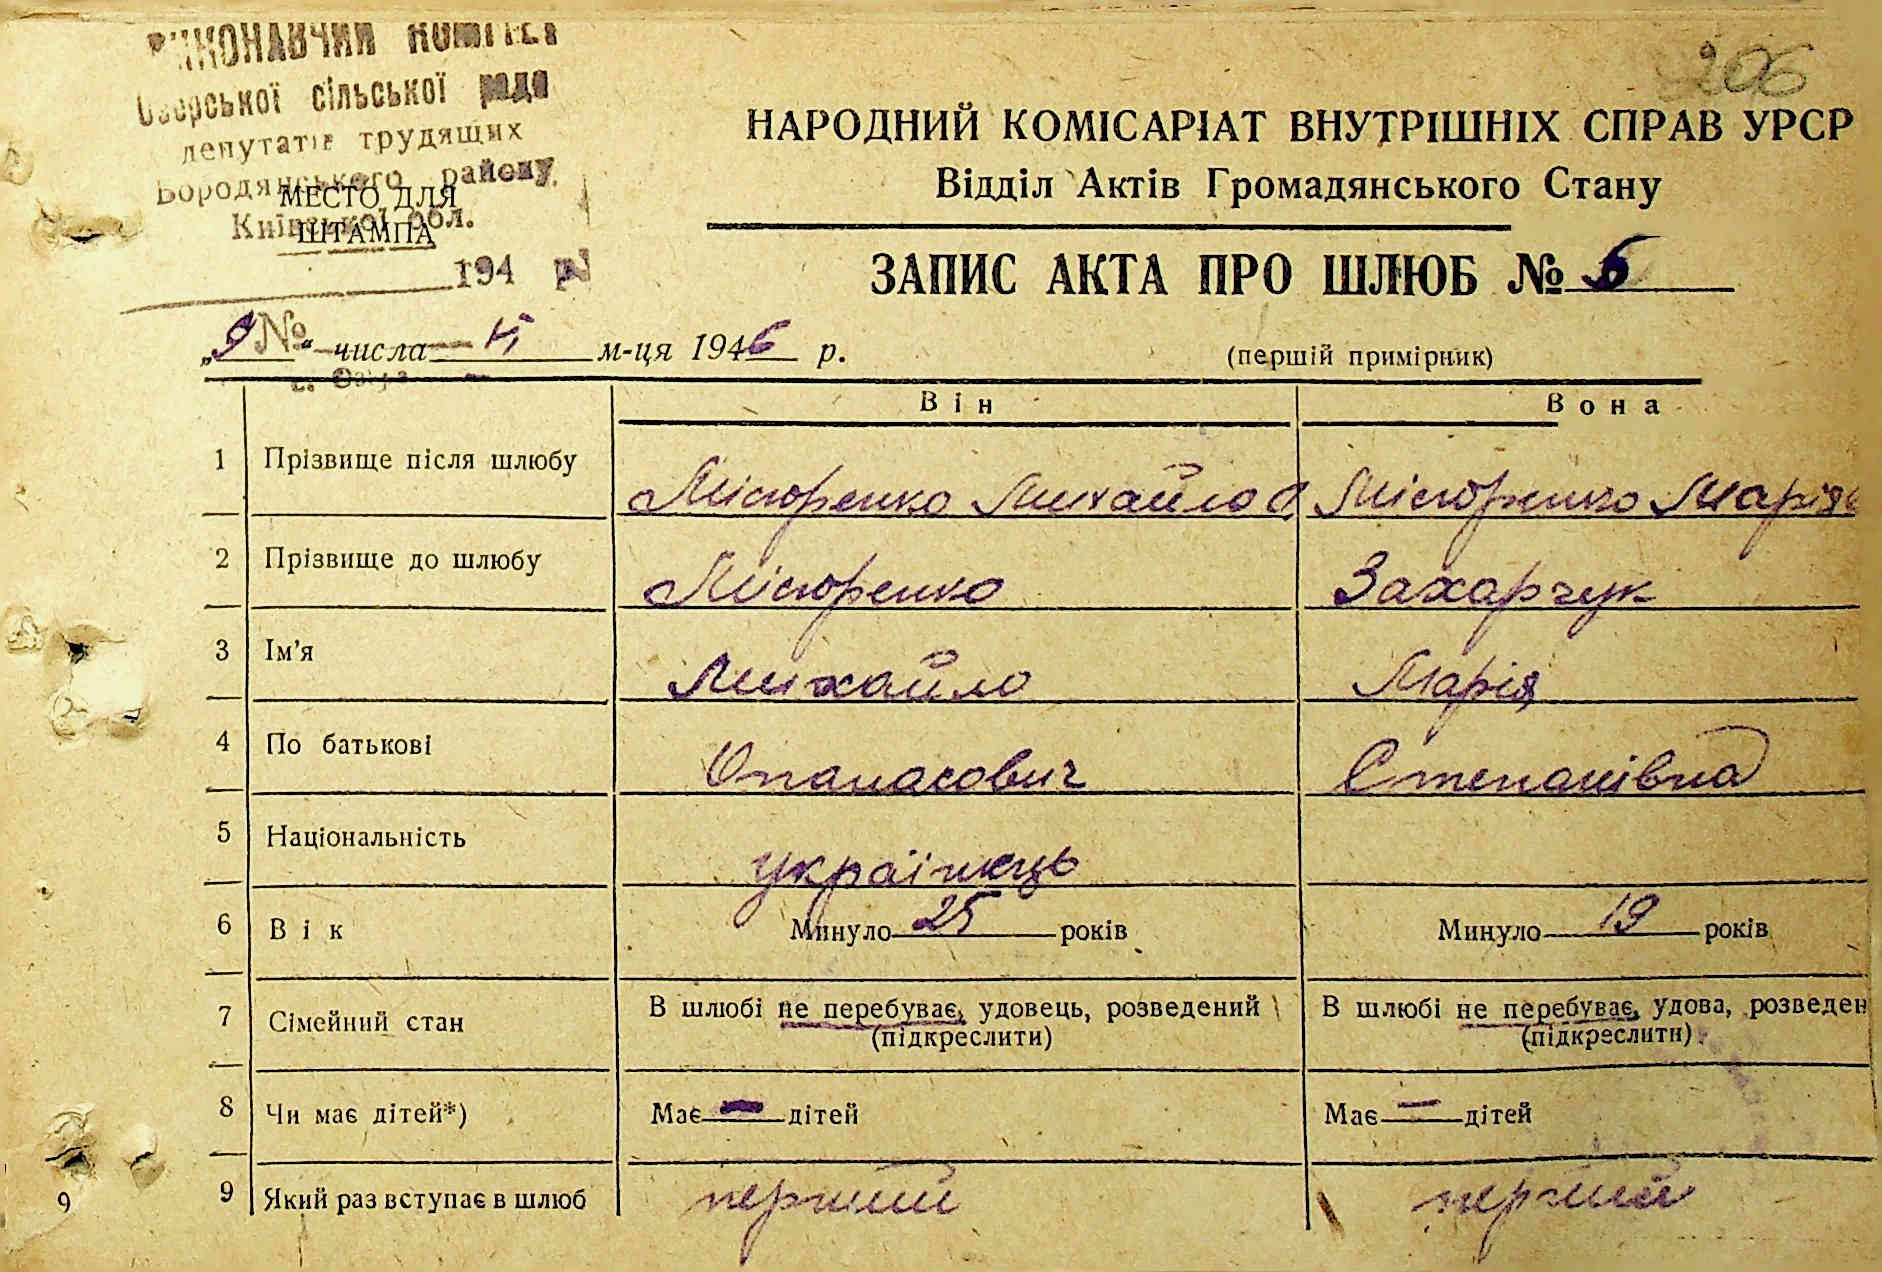 ВИКОНАВЧИЙ КОМІТЕТ
Озерської сільської ради
депутатів трудящих
Бородянського району
Київської обл.
МЕСТО ДЛЯ
ШТАМПА
194 р.
№
206
НАРОДНИЙ КОМІСАРІАТ ВНУТРІШНІХ СПРАВ УРСР
Відділ Актів Громадянського Стану
ЗАПИС АКТА ПРО ШЛЮБ № 6
„9“ числа м-ця 1946 р.
(першій примірник)
Він Вона
1 Прізвище після шлюбу Місюренко Михайло О. Місюренко Марія
2 Прізвище до шлюбу Місюренко Захарчук
3 Ім'я Михайло Марія
4 По батькові Опанасович Степанівна
5 Національність українець
6 Вік Минуло 25 років Минуло 19 років
7 Сімейний стан В шлюбі не перебуває, удовець, розведений В шлюбі не перебуває, удова, розведен
(підкреслити) (підкреслити)
8 Чи має дітей*) Має — дітей Має — дітей
9 9 Який раз вступає в шлюб перший перший